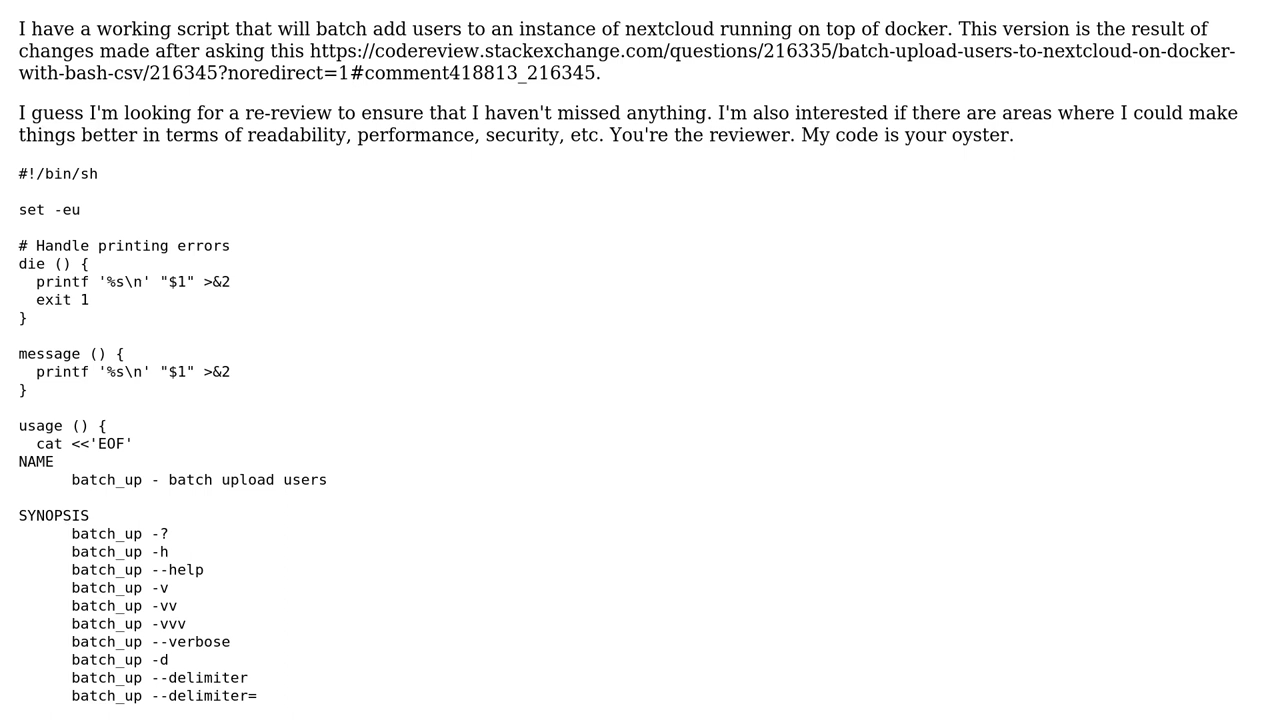 I have a working script that will batch add users to an instance of nextcloud running on top of docker. This version is the result of
changes made after asking this https://codereview.stackexchange.com/questions/216335/batch-upload-users-to-nextcloud-on-docker-
with-bash-csv/216345?noredirect=1#comment418813_216345.
I guess I'm looking for a re-review to ensure that I haven't missed anything. I'm also interested if there are areas where I could make
things better in terms of readability, performance, security, etc. You're the reviewer. My code is your oyster.
#!/bin/sh
set -eu
# Handle printing errors
die () {
  printf '%s\n' "$1" >&2
  exit 1
}
message () {
  printf '%s\n' "$1" >&2
}
usage () {
  cat <<'EOF'
NAME
      batch_up - batch upload users
SYNOPSIS
      batch_up -?
      batch_up -h
      batch_up --help
      batch_up -v
      batch_up -vv
      batch_up -vvv
      batch_up --verbose
      batch_up -d
      batch_up --delimiter
      batch_up --delimiter=